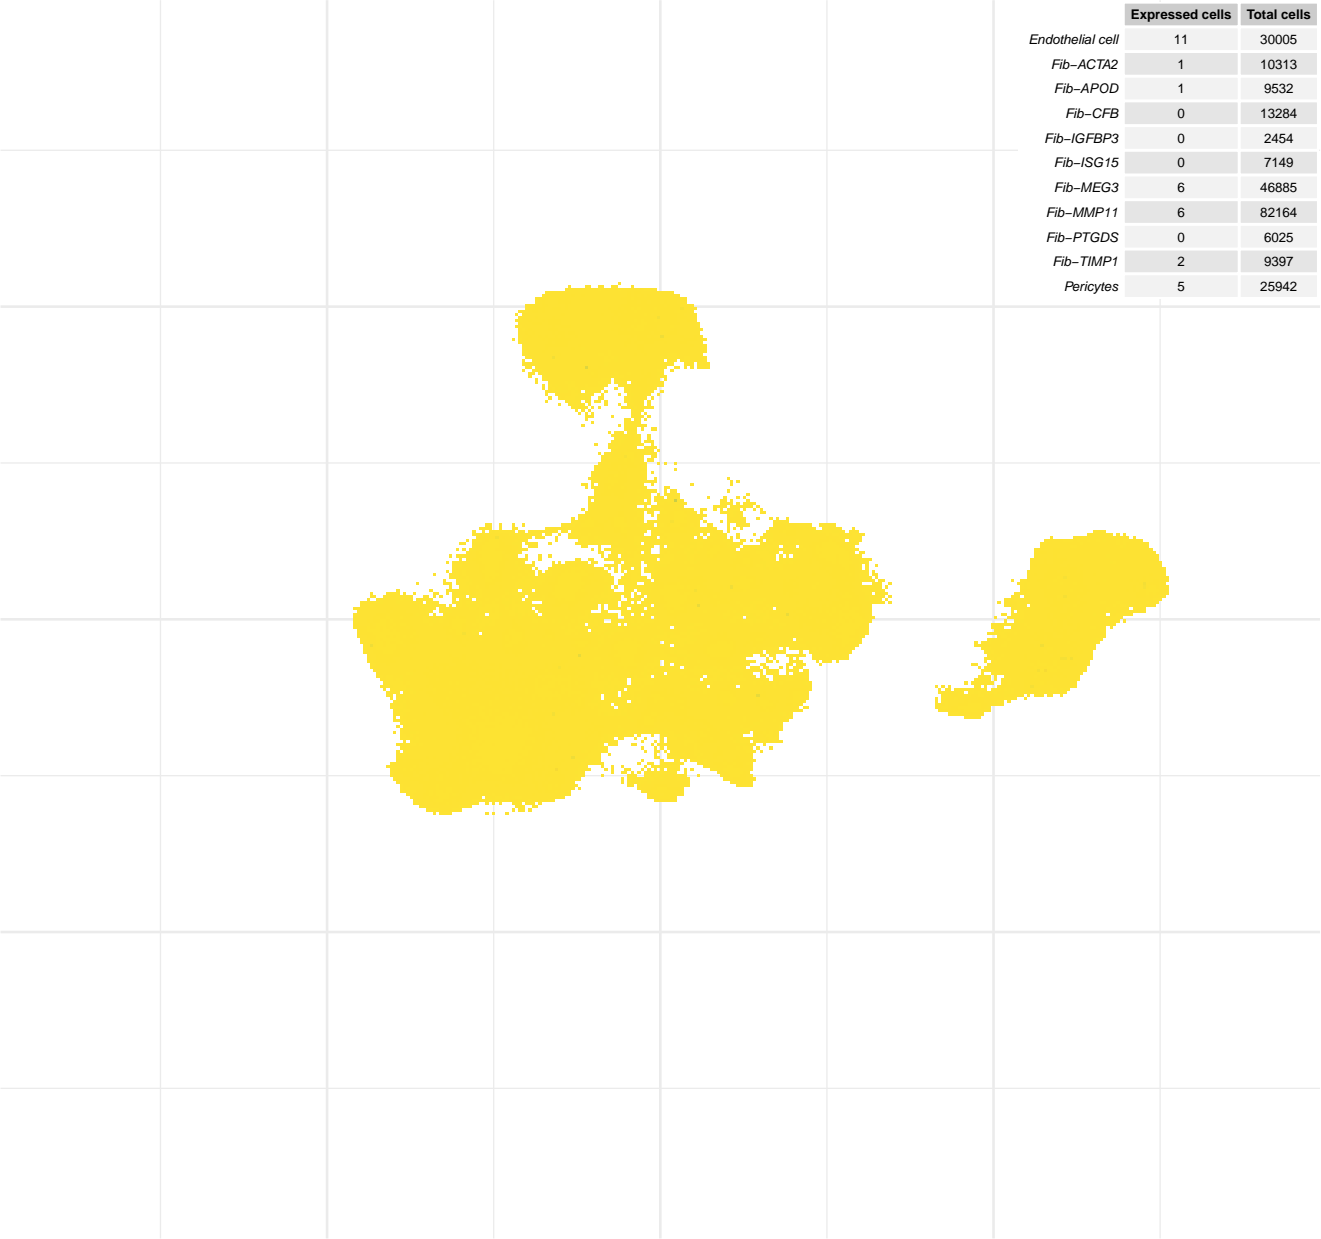 Expressed cells Total cells
Endothelial cell 11 30005
Fib−ACTA2 1 10313
Fib−APOD 1 9532
Fib−CFB 0 13284
Fib−IGFBP3 0 2454
Fib−ISG15 0 7149
Fib−MEG3 6 46885
Fib−MMP11 6 82164
Fib−PTGDS 0 6025
Fib−TIMP1 2 9397
Pericytes 5 25942